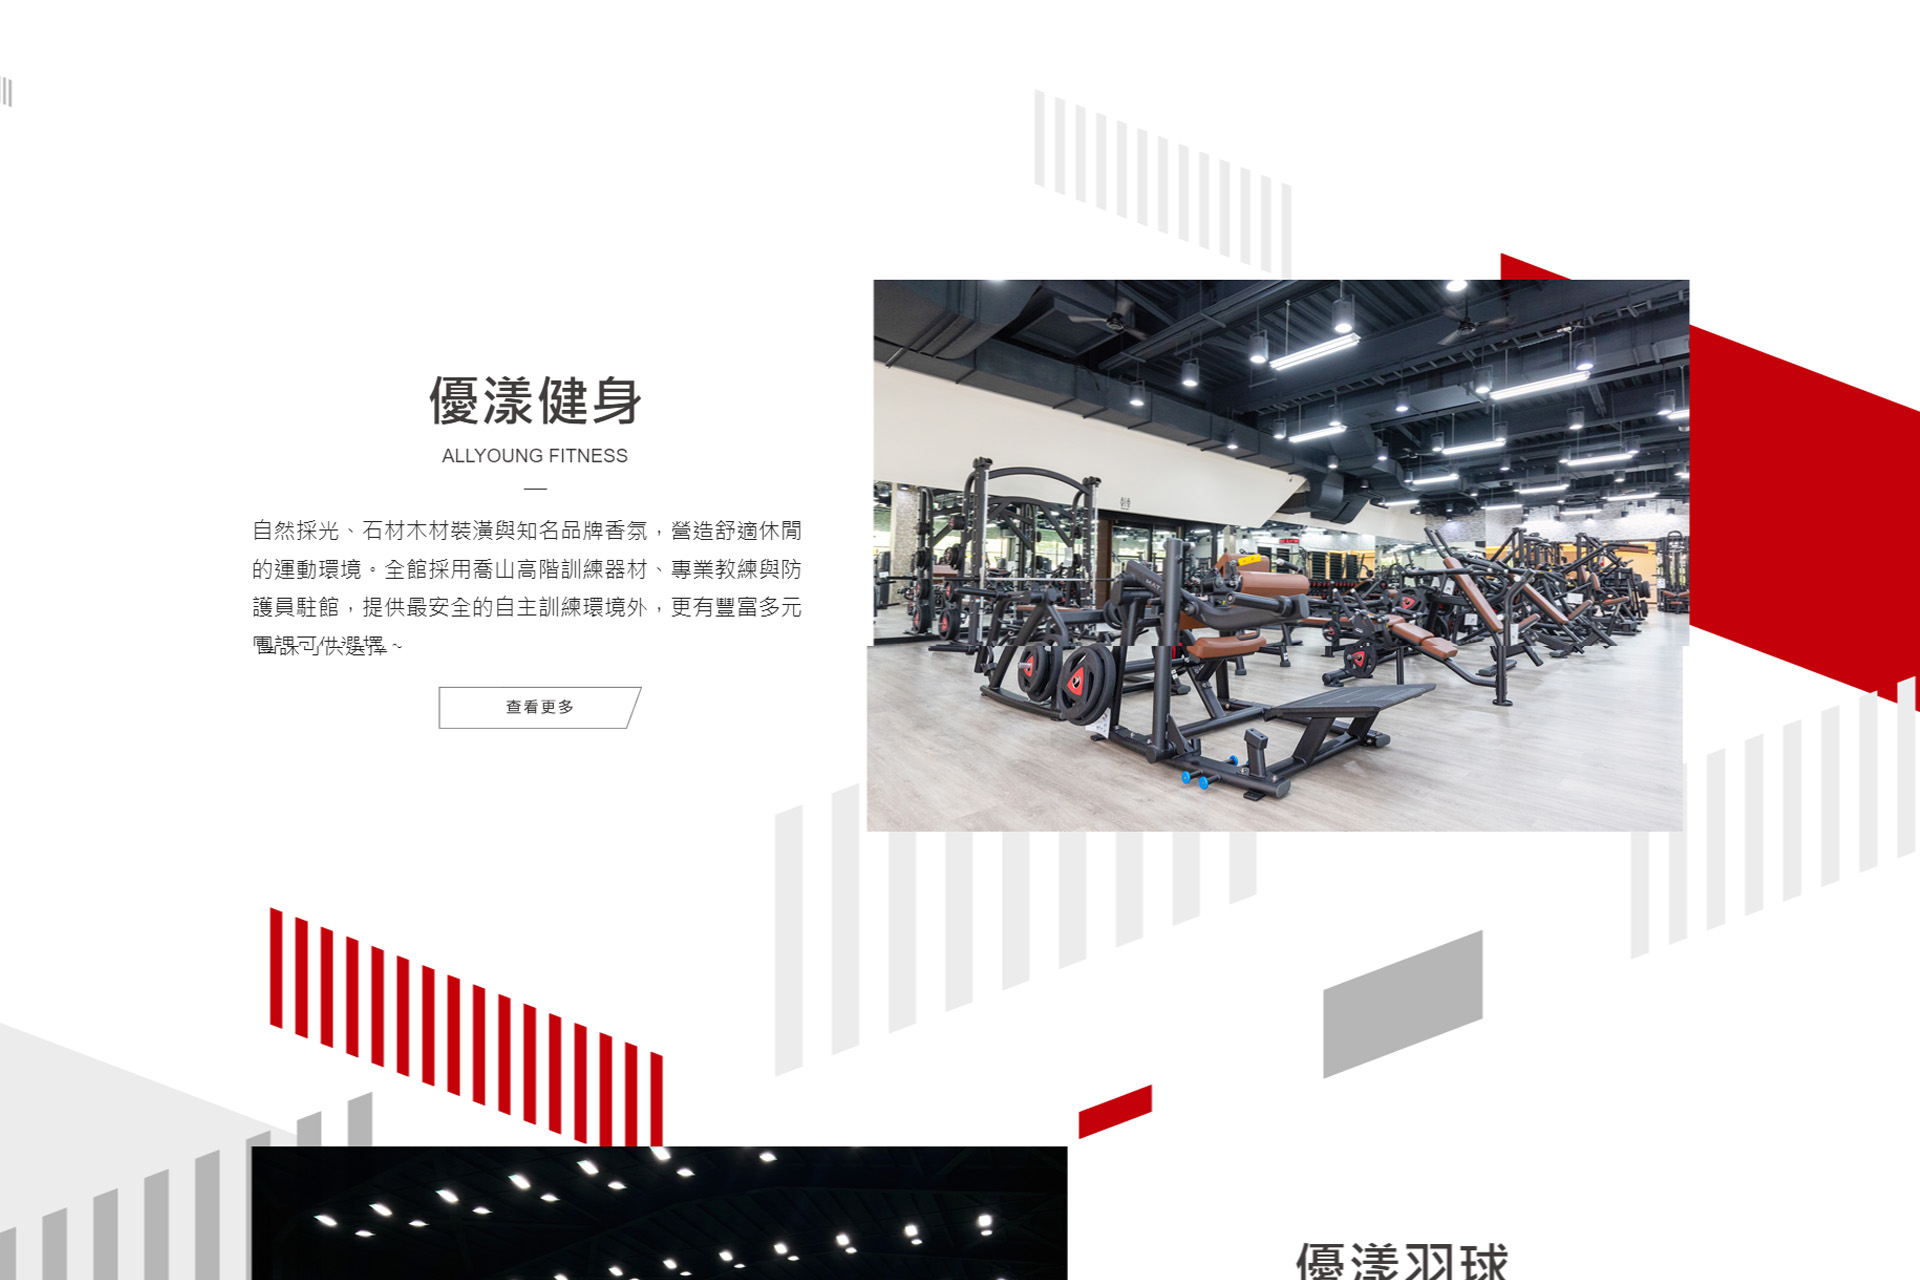 優漾健身
ALLYOUNG FITNESS
自然採光、石材木材裝潢與知名品牌香氛，營造舒適休閒
的運動環境。全館採用喬山高階訓練器材、專業教練與防
護員駐館，提供最安全的自主訓練環境外，更有豐富多元
團課可供選擇～
查看更多
優漾羽球